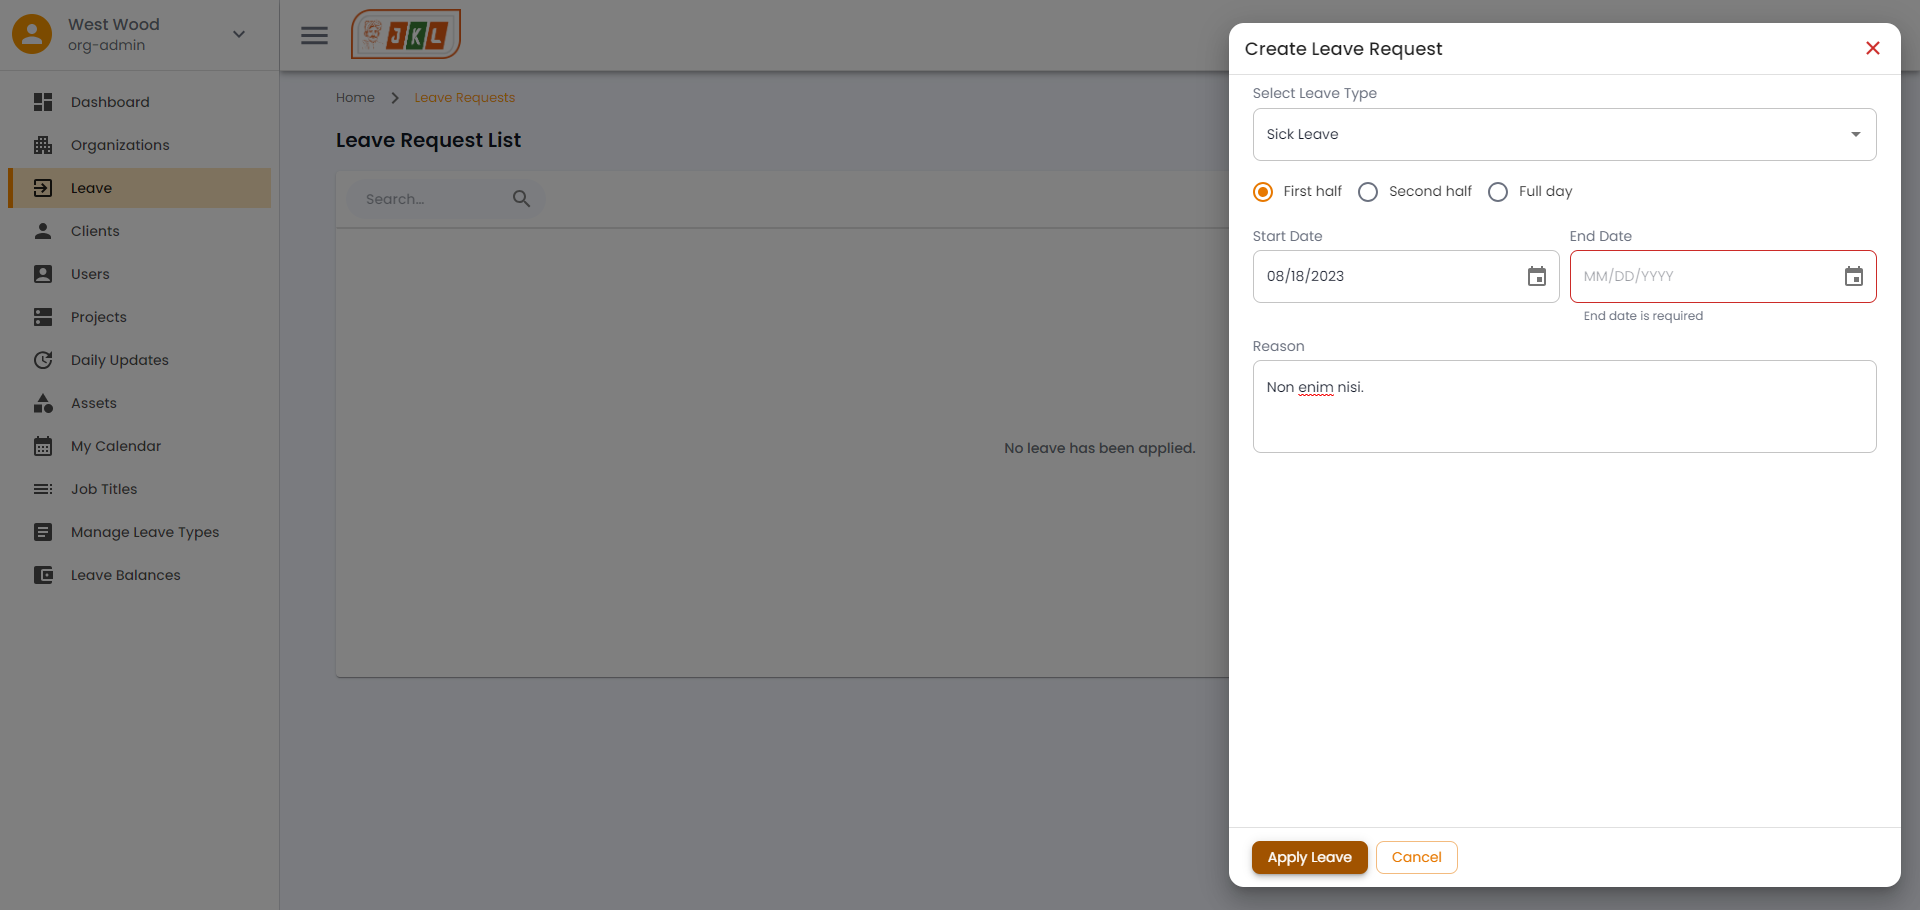 West Wood
org-admin
Dashboard
Organizations
Leave
Clients
Users
Projects
Daily Updates
Assets
My Calendar
Job Titles
Manage Leave Types
Leave Balances
JKL
Home
Leave Requests
Leave Request List
Search...
No leave has been applied.
Create Leave Request
Select Leave Type
Sick Leave
First half Second half Full day
Start Date End Date
08/18/2023 MM/DD/YYYY
End date is required
Reason
Non enim nisi.
Apply Leave Cancel